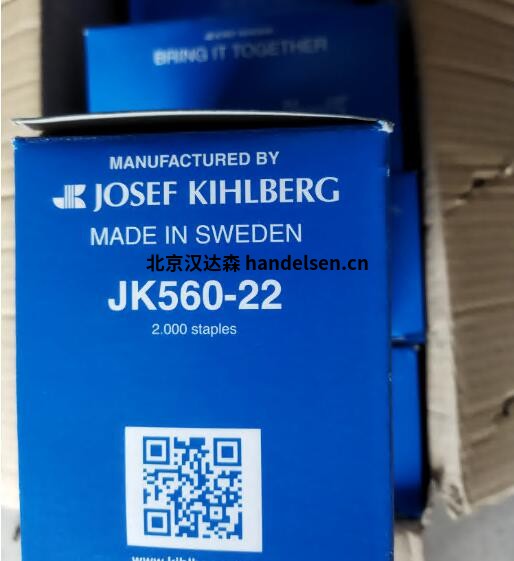 BRING IT TOGETHER
MANUFACTURED BY
JOSEF KIHLBERG
MADE IN SWEDEN
北京汉达森 handelsen.cn
JK560-22
2.000 staples